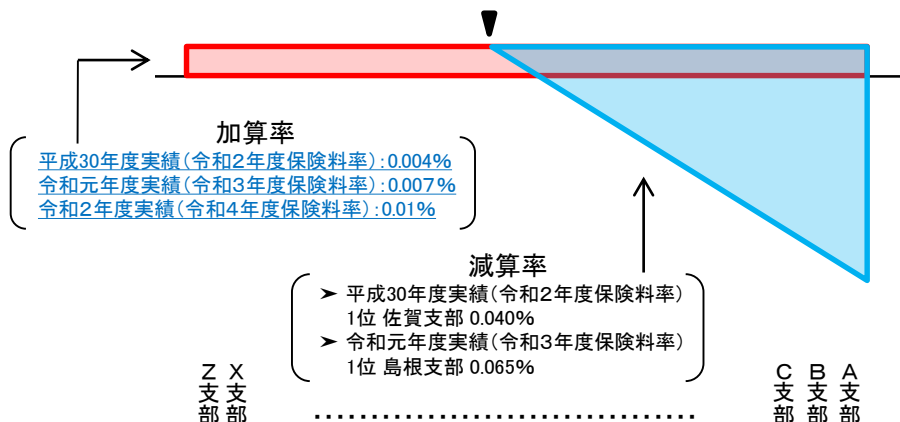 加算率
平成30年度実績(令和2年度保険料率):0.004%
令和元年度実績(令和3年度保険料率):0.007%
令和2年度実績(令和4年度保険料率):0.01%
減算率
➤ 平成30年度実績(令和2年度保険料率)
1位 佐賀支部 0.040%
➤ 令和元年度実績(令和3年度保険料率)
1位 島根支部 0.065%
Z支部
X支部
C支部
B支部
A支部